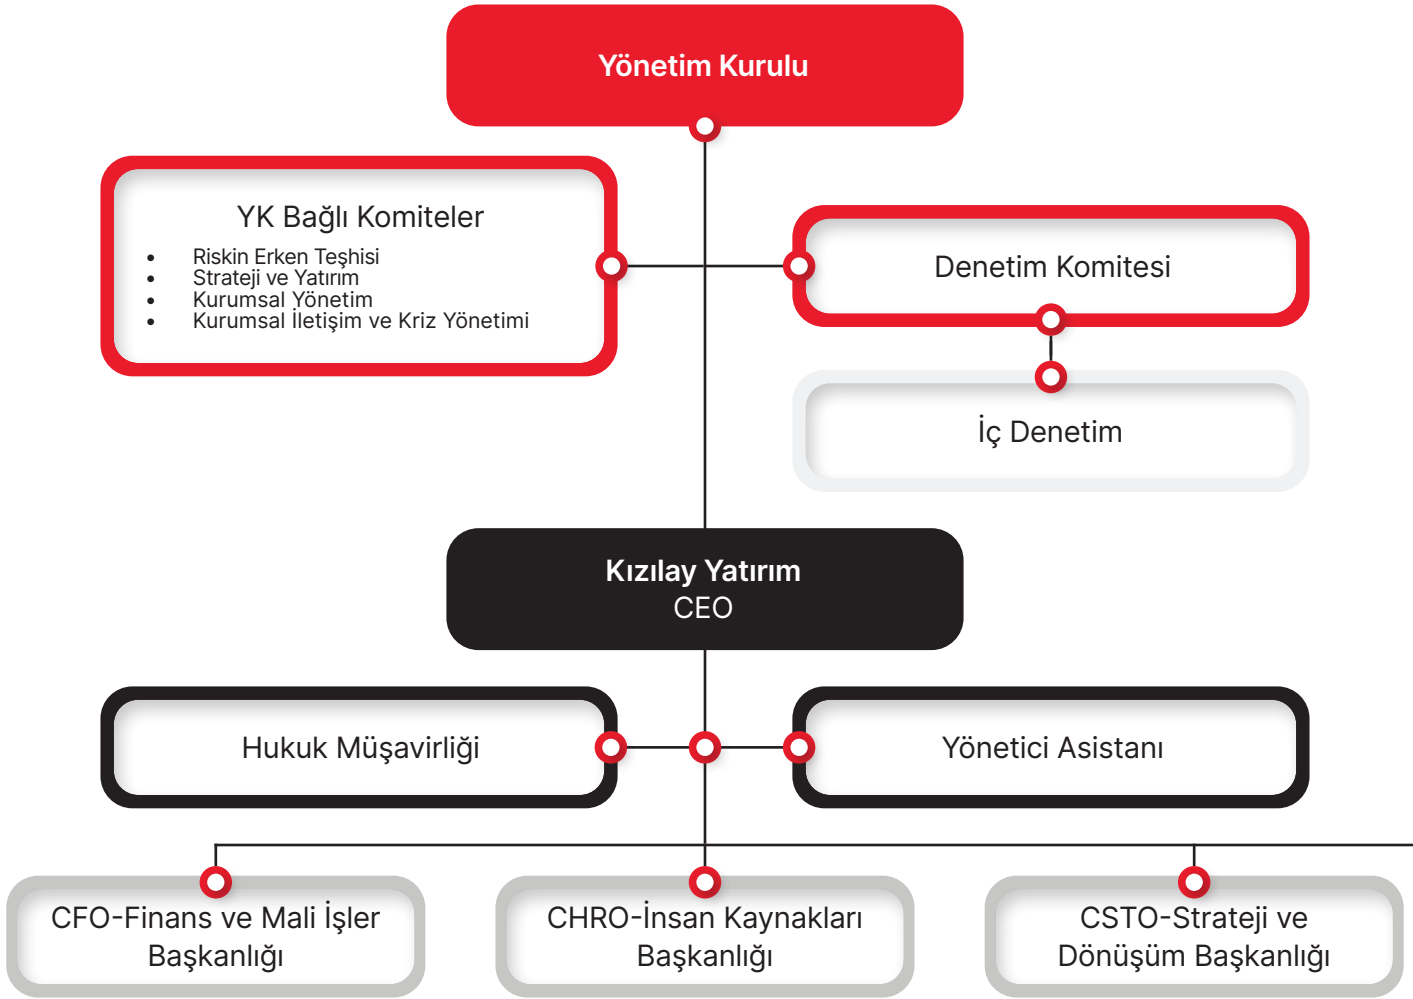 Yönetim Kurulu
YK Bağlı Komiteler
• Riskin Erken Teşhisi
• Strateji ve Yatırım
• Kurumsal Yönetim
• Kurumsal İletişim ve Kriz Yönetimi
Denetim Komitesi
İç Denetim
Kızılay Yatırım
CEO
Hukuk Müşavirliği
Yönetici Asistanı
CFO-Finans ve Mali İşler
Başkanlığı
CHRO-İnsan Kaynakları
Başkanlığı
CSTO-Strateji ve
Dönüşüm Başkanlığı